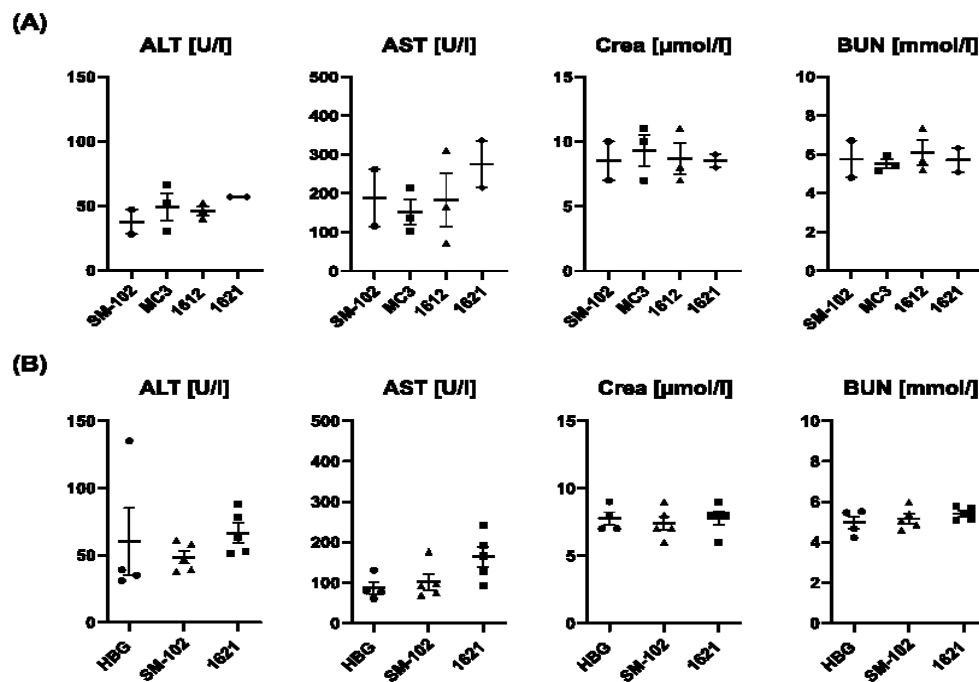 (A)
ALT [U/l] AST [U/l] Crea [µmol/l] BUN [mmol/l]
150 500 15 10
400 8
100 300 10 6
200 4
50 100 5 2
0 0 0 0
SM-102 MC3 1612 1621 SM-102 MC3 1612 1621 SM-102 MC3 1612 1621 SM-102 MC3 1612 1621
(B)
ALT [U/l] AST [U/l] Crea [µmol/l] BUN [mmol/]
150 500 15 10
400 8
100 300 10 6
200 4
50 100 5 2
0 0 0 0
HBG SM-102 1621 HBG SM-102 1621 HBG SM-102 1621 HBG SM-102 1621